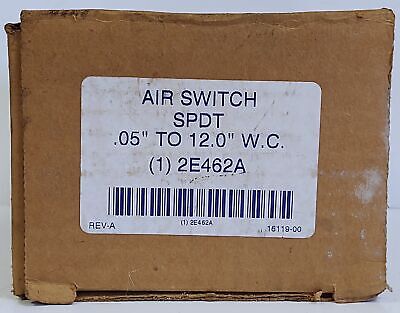 AIR SWITCH
SPDT
.05" TO 12.0" W.C.
(1) 2E462A
(1) 2E462A
REV-A
16119-00